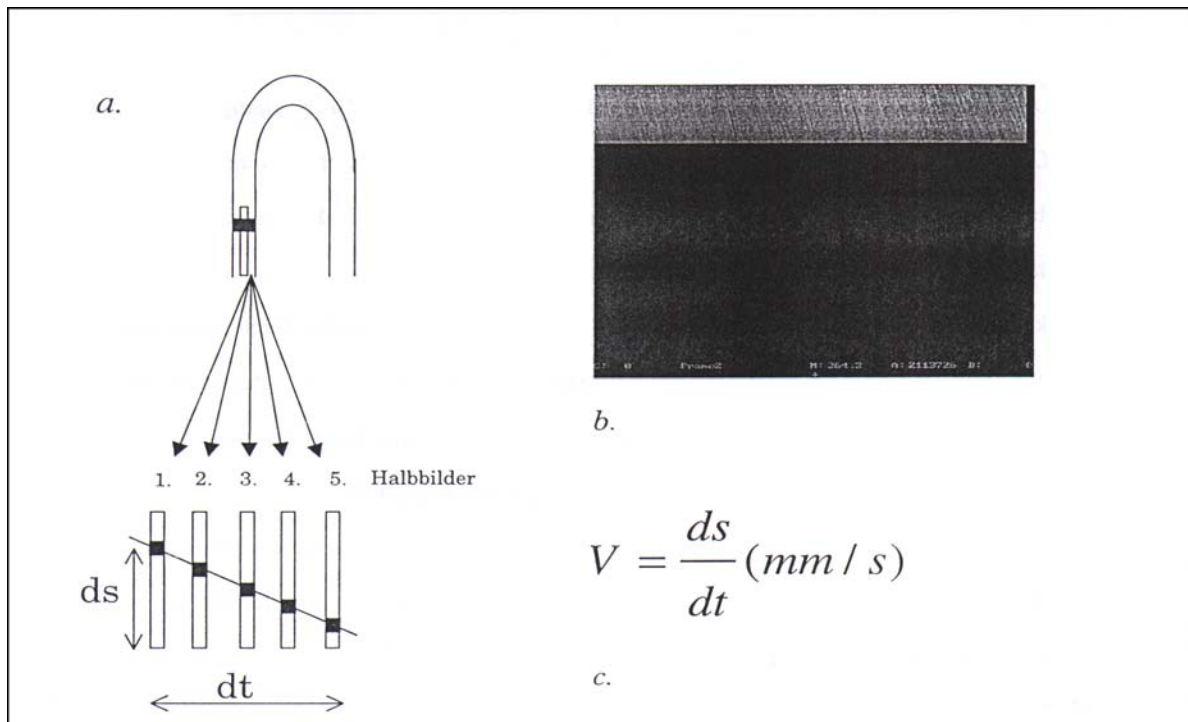 a.
1. 2. 3. 4. 5. Halbbilder
ds
dt
b.
V = ds/dt (mm / s)
c.